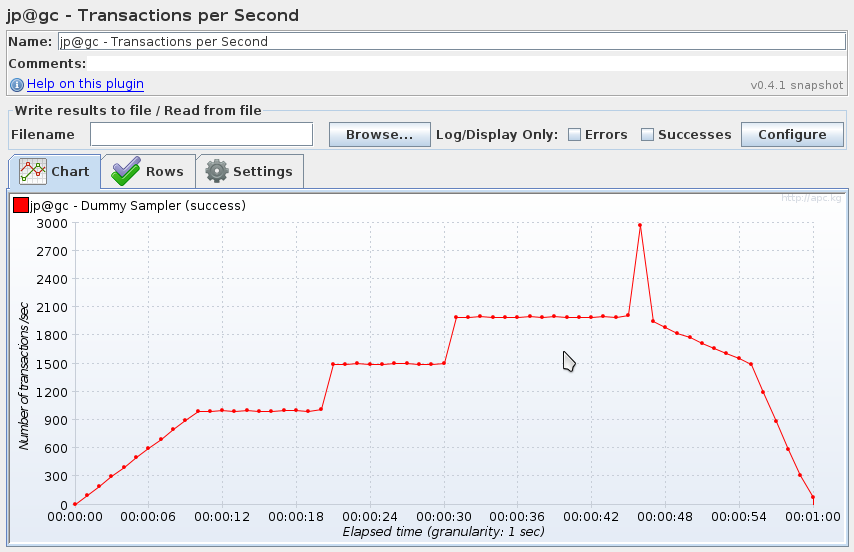 jp@gc - Transactions per Second
Name: jp@gc - Transactions per Second
Comments:
Help on this plugin v0.4.1 snapshot
Write results to file / Read from file
Filename Browse... Log/Display Only: Errors Successes Configure
Chart Rows Settings
http://apc.kg
jp@gc - Dummy Sampler (success)
3000
2700
2400
2100
1800
1500
1200
900
600
300
0
Number of transactions /sec
00:00:00 00:00:06 00:00:12 00:00:18 00:00:24 00:00:30 00:00:36 00:00:42 00:00:48 00:00:54 00:01:00
Elapsed time (granularity: 1 sec)